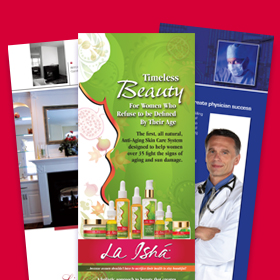 Timeless
Beauty
For Women Who
Refuse to be Defined
By Their Age
The first, all natural,
Anti-Aging Skin Care System
designed to help women
over 35 fight the signs of
aging and sun damage.
La Ishá
create physician success